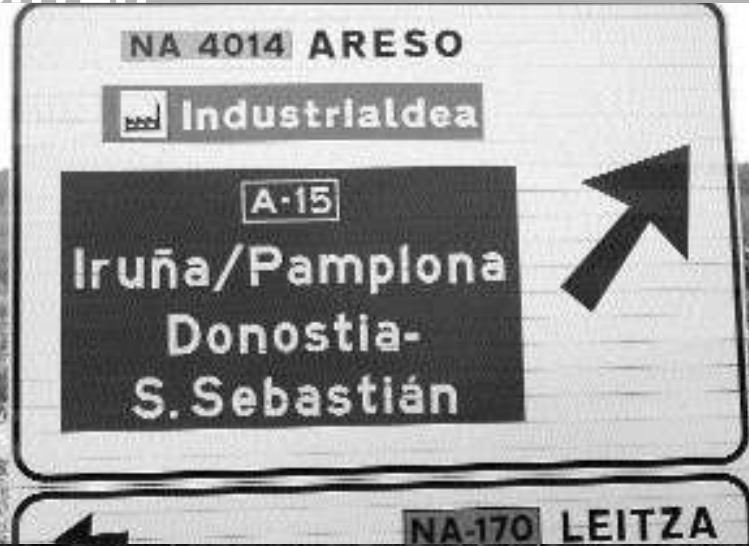 NA 4014 ARESO
Industrialdea
A-15
Iruña/Pamplona
Donostia-
S. Sebastián
NA-170 LEITZA